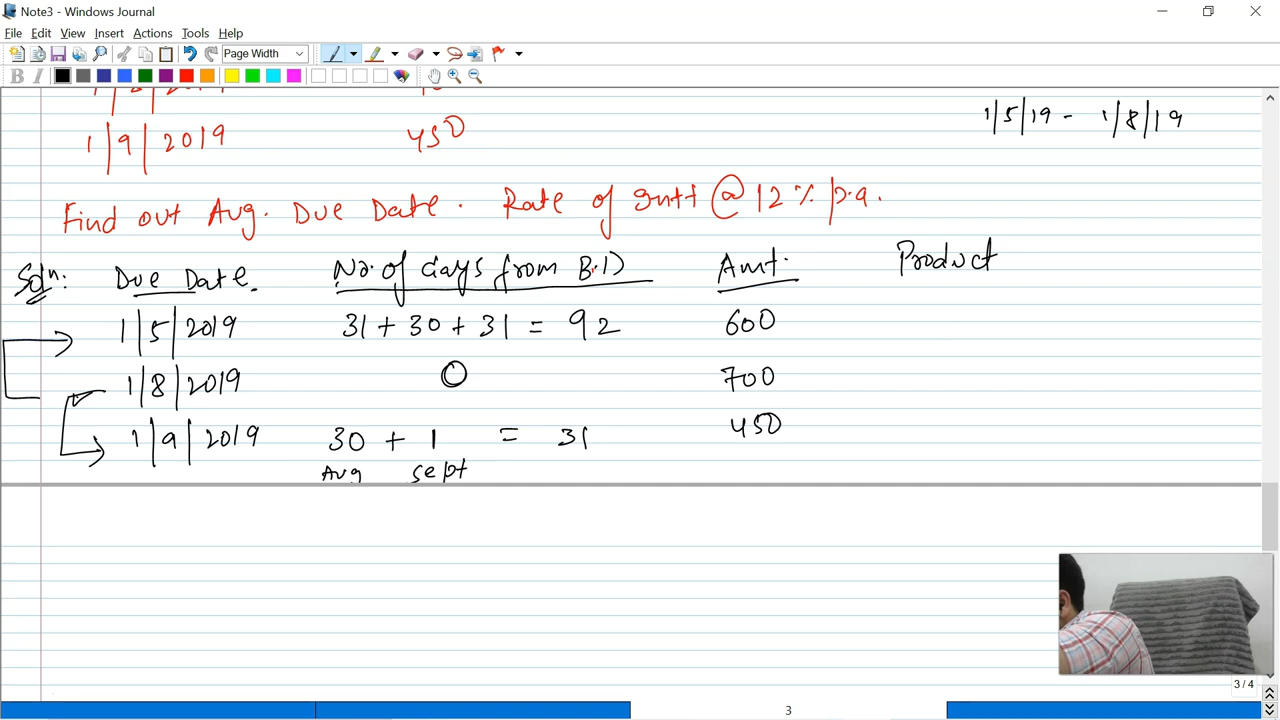 Note3 - Windows Journal
File Edit View Insert Actions Tools Help
Page Width
B I
1/5/19 - 1/8/19
1/9/2019 450
Find out Avg. Due Date. Rate of Intt @ 12% p.a.
Soln: Due Date. No. of days from B.D Amt. Product
1/5/2019 31 + 30 + 31 = 92 600
1/8/2019 0 700
1/9/2019 30 + 1 = 31 450
Aug Sept
3 / 4
3